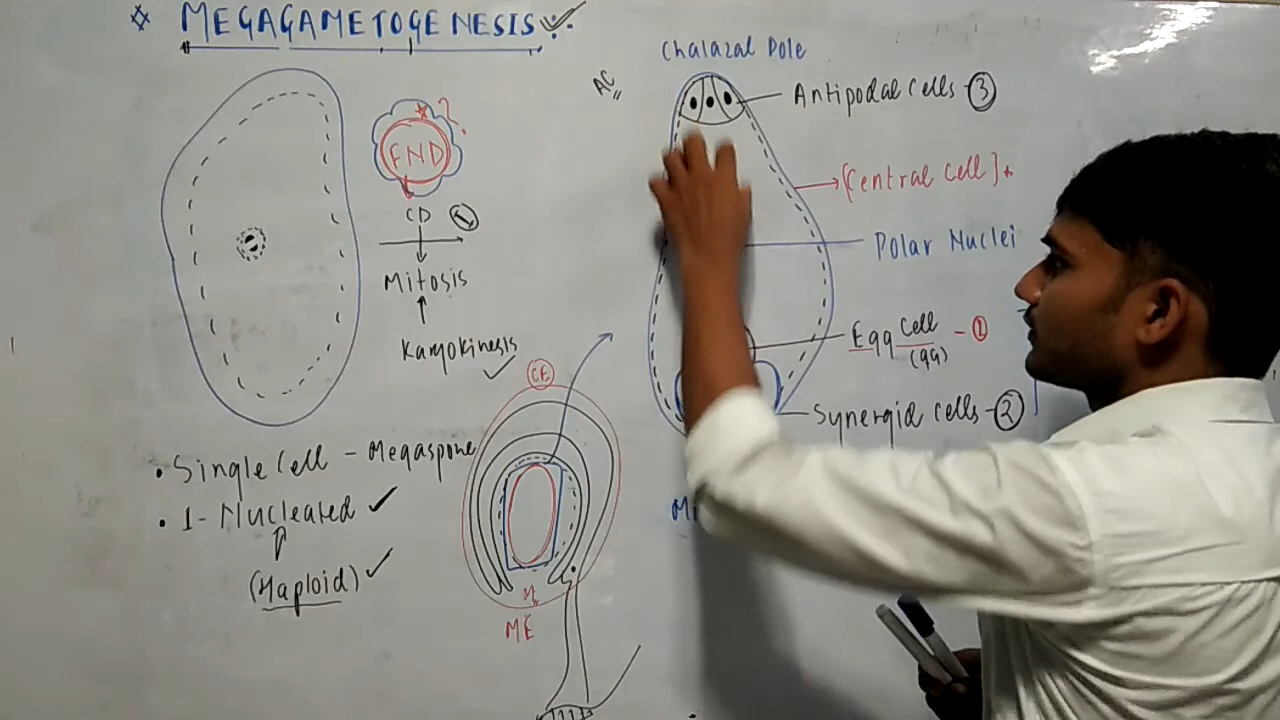 MEGAGAMETOGENESIS
Chalazal Pole
AC
Antipodal Cells - 3
FND
?
[Central Cell]
CD 1
Mitosis
Polar Nuclei
Karyokinesis
Egg Cell - 1
CE
Synergid Cells - 2
• Single Cell - Megaspore
• 1- Nucleated
(Haploid)
M
ME